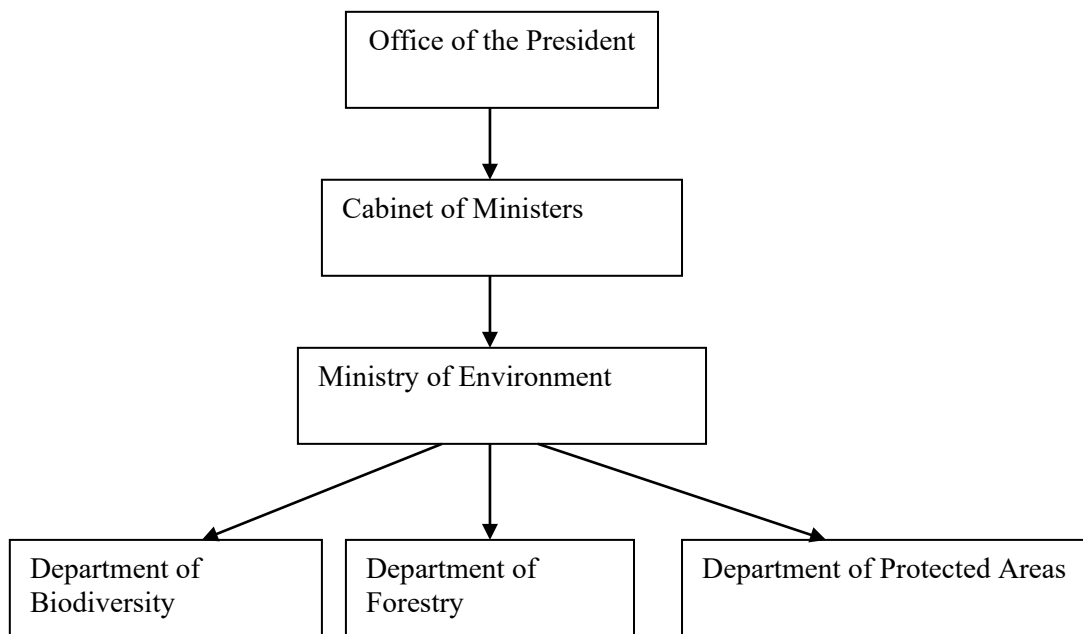 Office of the President
Cabinet of Ministers
Ministry of Environment
Department of
Biodiversity
Department of
Forestry
Department of Protected Areas